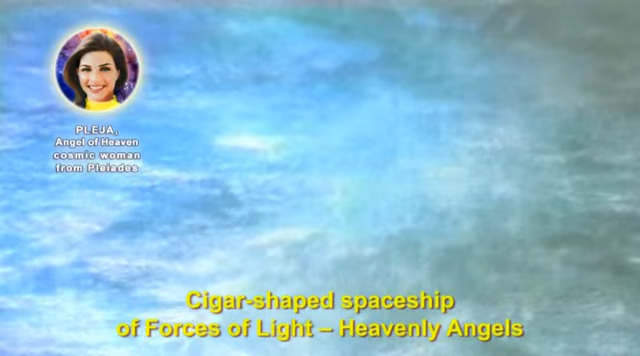 PLEJA,
Angel of Heaven
cosmic woman
from Pleiades
Cigar-shaped spaceship
of Forces of Light – Heavenly Angels